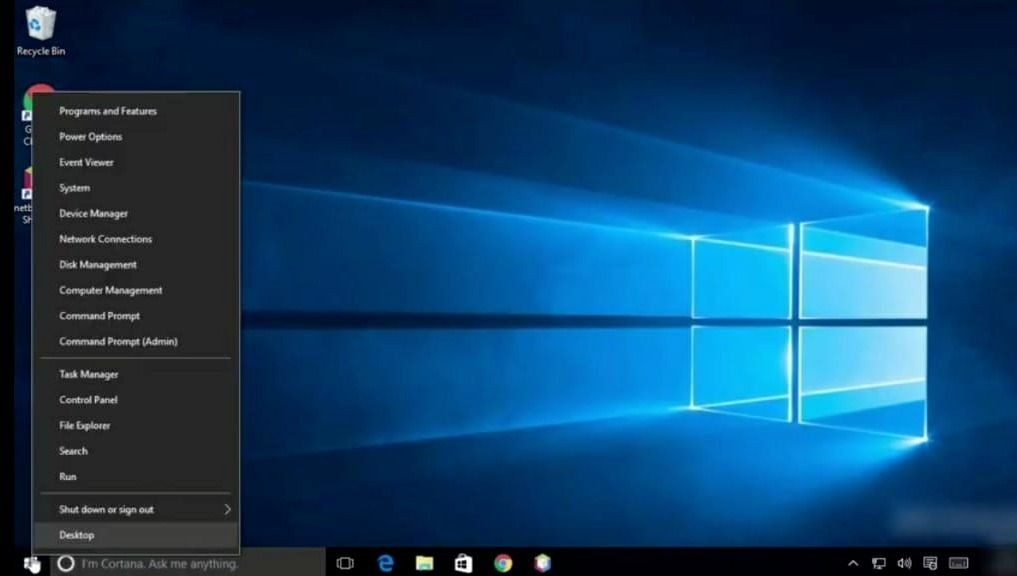 Recycle Bin
Programs and Features
Power Options
Event Viewer
System
Device Manager
Network Connections
Disk Management
Computer Management
Command Prompt
Command Prompt (Admin)
Task Manager
Control Panel
File Explorer
Search
Run
Shut down or sign out
Desktop
I'm Cortana. Ask me anything.